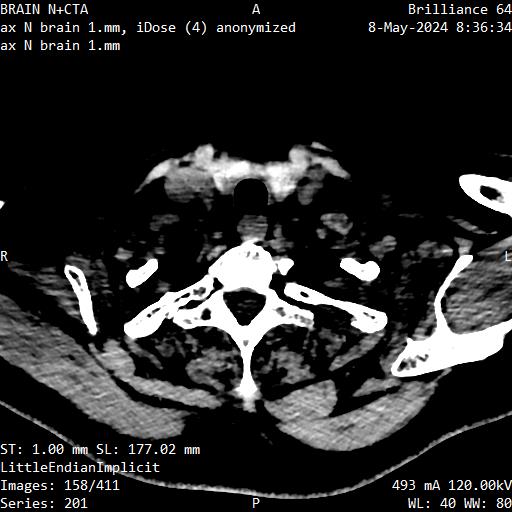 BRAIN N+CTA A Brilliance 64
ax N brain 1.mm, iDose (4) anonymized 8-May-2024 8:36:34
ax N brain 1.mm
R L
ST: 1.00 mm SL: 177.02 mm
LittleEndianImplicit
Images: 158/411 493 mA 120.00kV
Series: 201 P WL: 40 WW: 80